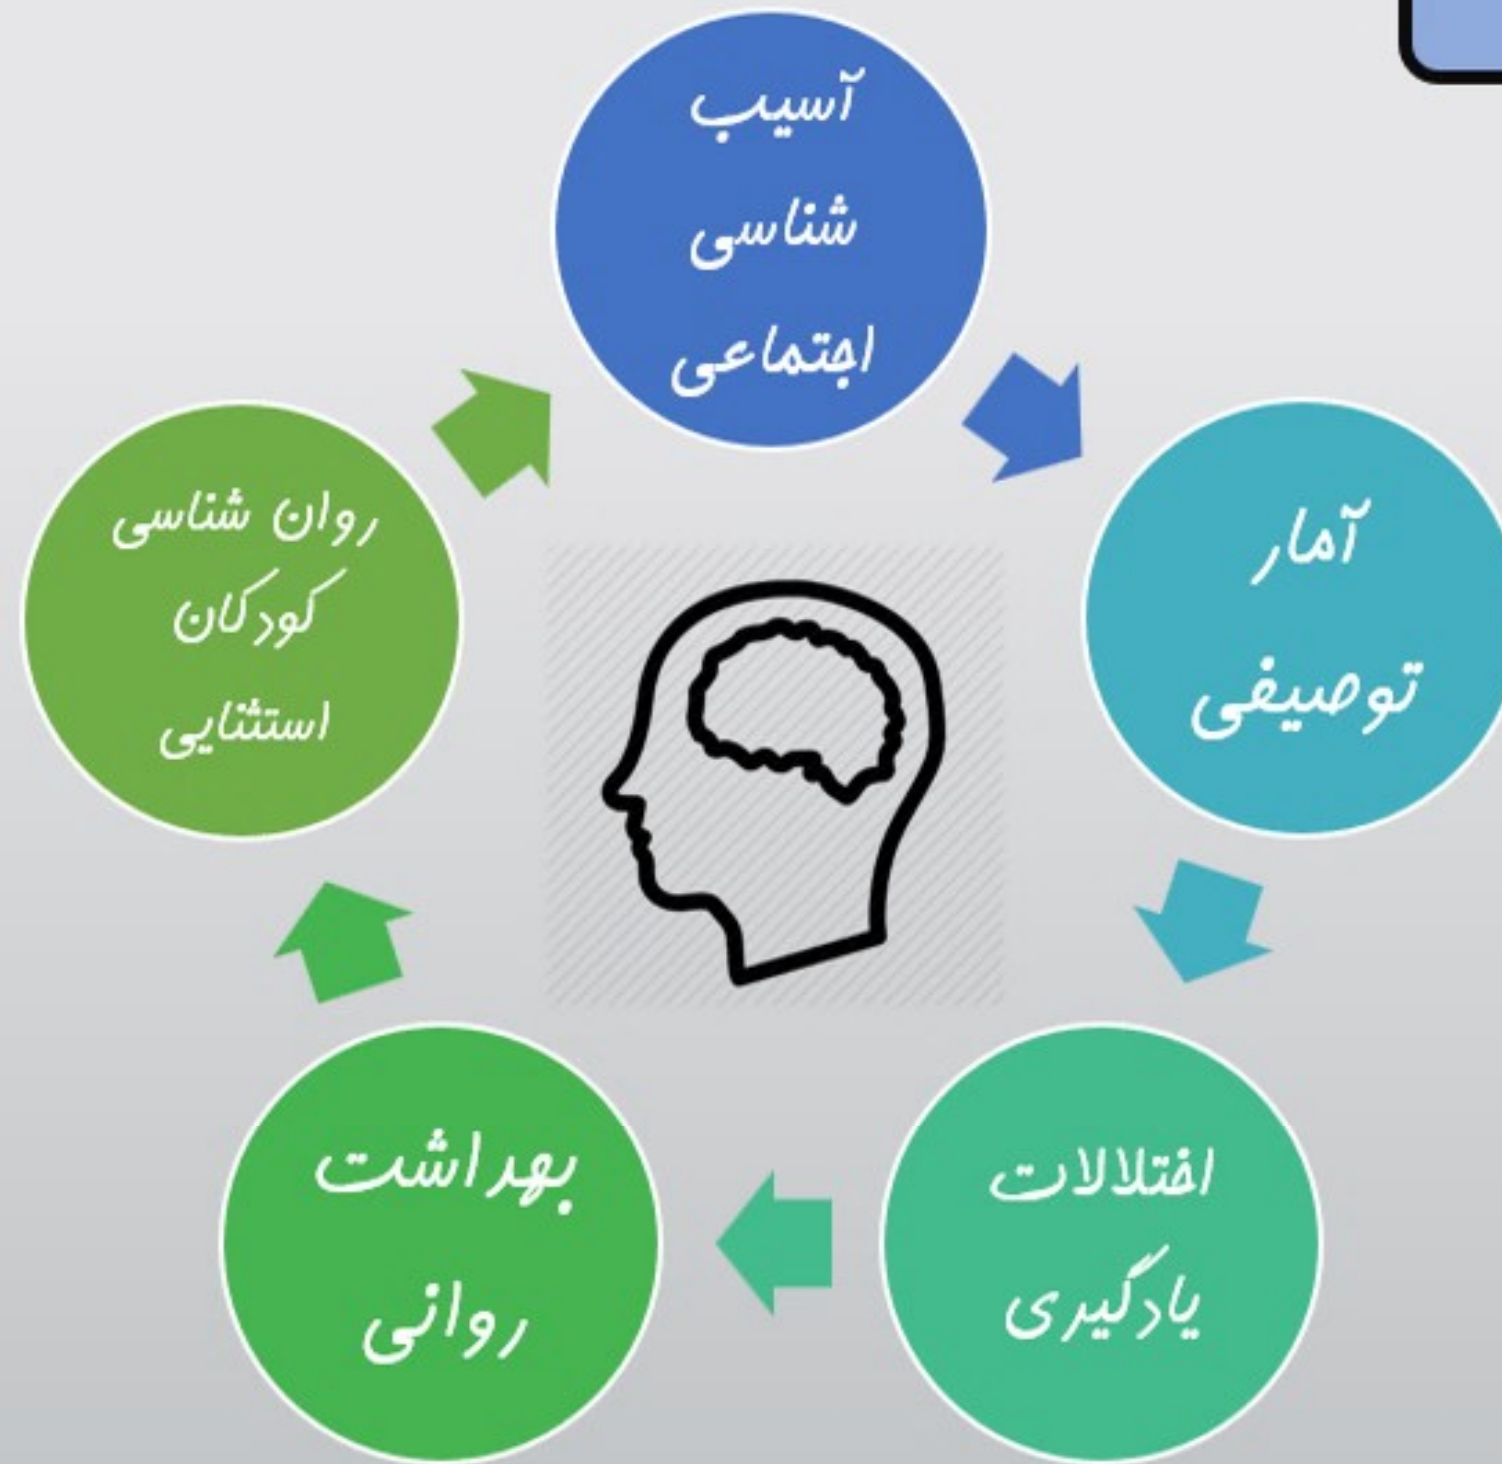 آسیب
شناسی
اجتماعی
آمار
توصیفی
اختلالات
یادگیری
بهداشت
روانی
روان شناسی
کودکان
استثنایی